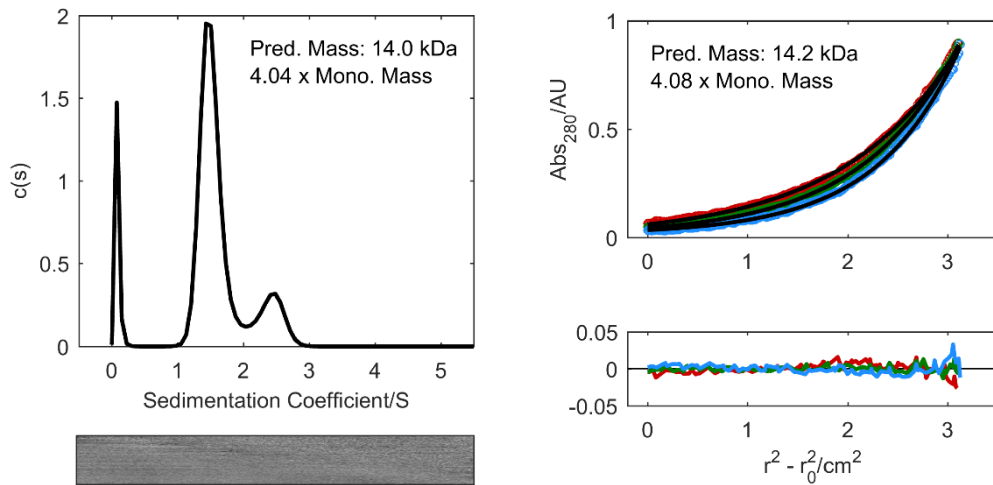 Pred. Mass: 14.0 kDa
4.04 x Mono. Mass
c(s)
2
1.5
1
0.5
0
0 1 2 3 4 5
Sedimentation Coefficient/S
Pred. Mass: 14.2 kDa
4.08 x Mono. Mass
Abs280/AU
1
0.5
0
0 1 2 3
0.05
0
-0.05
0 1 2 3
r² - r₀²/cm²